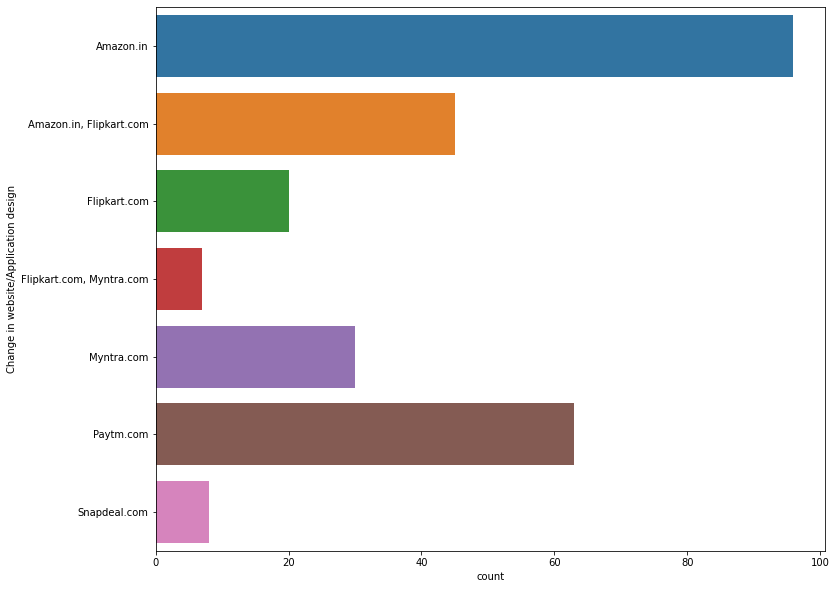 Change in website/Application design
Amazon.in
Amazon.in, Flipkart.com
Flipkart.com
Flipkart.com, Myntra.com
Myntra.com
Paytm.com
Snapdeal.com
0 20 40 60 80 100
count